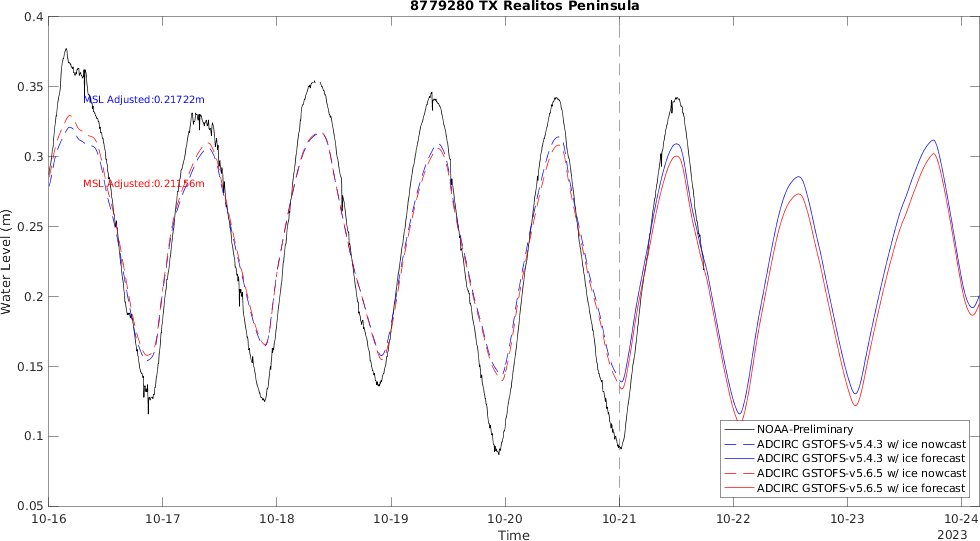 8779280 TX Realitos Peninsula
0.4
0.35
0.3
0.25
0.2
0.15
0.1
0.05
Water Level (m)
MSL Adjusted:0.21722m
MSL Adjusted:0.21156m
NOAA-Preliminary
ADCIRC GSTOFS-v5.4.3 w/ ice nowcast
ADCIRC GSTOFS-v5.4.3 w/ ice forecast
ADCIRC GSTOFS-v5.6.5 w/ ice nowcast
ADCIRC GSTOFS-v5.6.5 w/ ice forecast
10-16 10-17 10-18 10-19 10-20 10-21 10-22 10-23 10-24
Time
2023